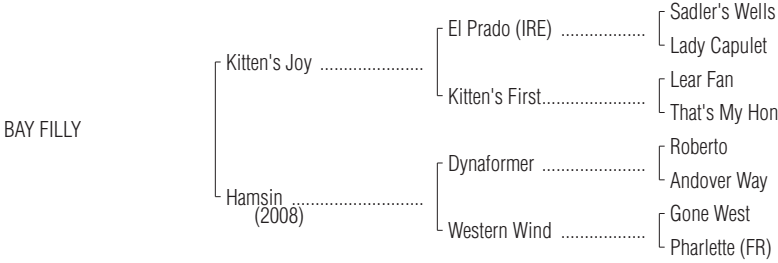 Sadler's Wells
El Prado (IRE) ....................
Lady Capulet
Kitten's Joy ........................
Lear Fan
Kitten's First.........................
That's My Hon
BAY FILLY
Roberto
Dynaformer .........................
Andover Way
Hamsin ................................
(2008)
Gone West
Western Wind ....................
Pharlette (FR)